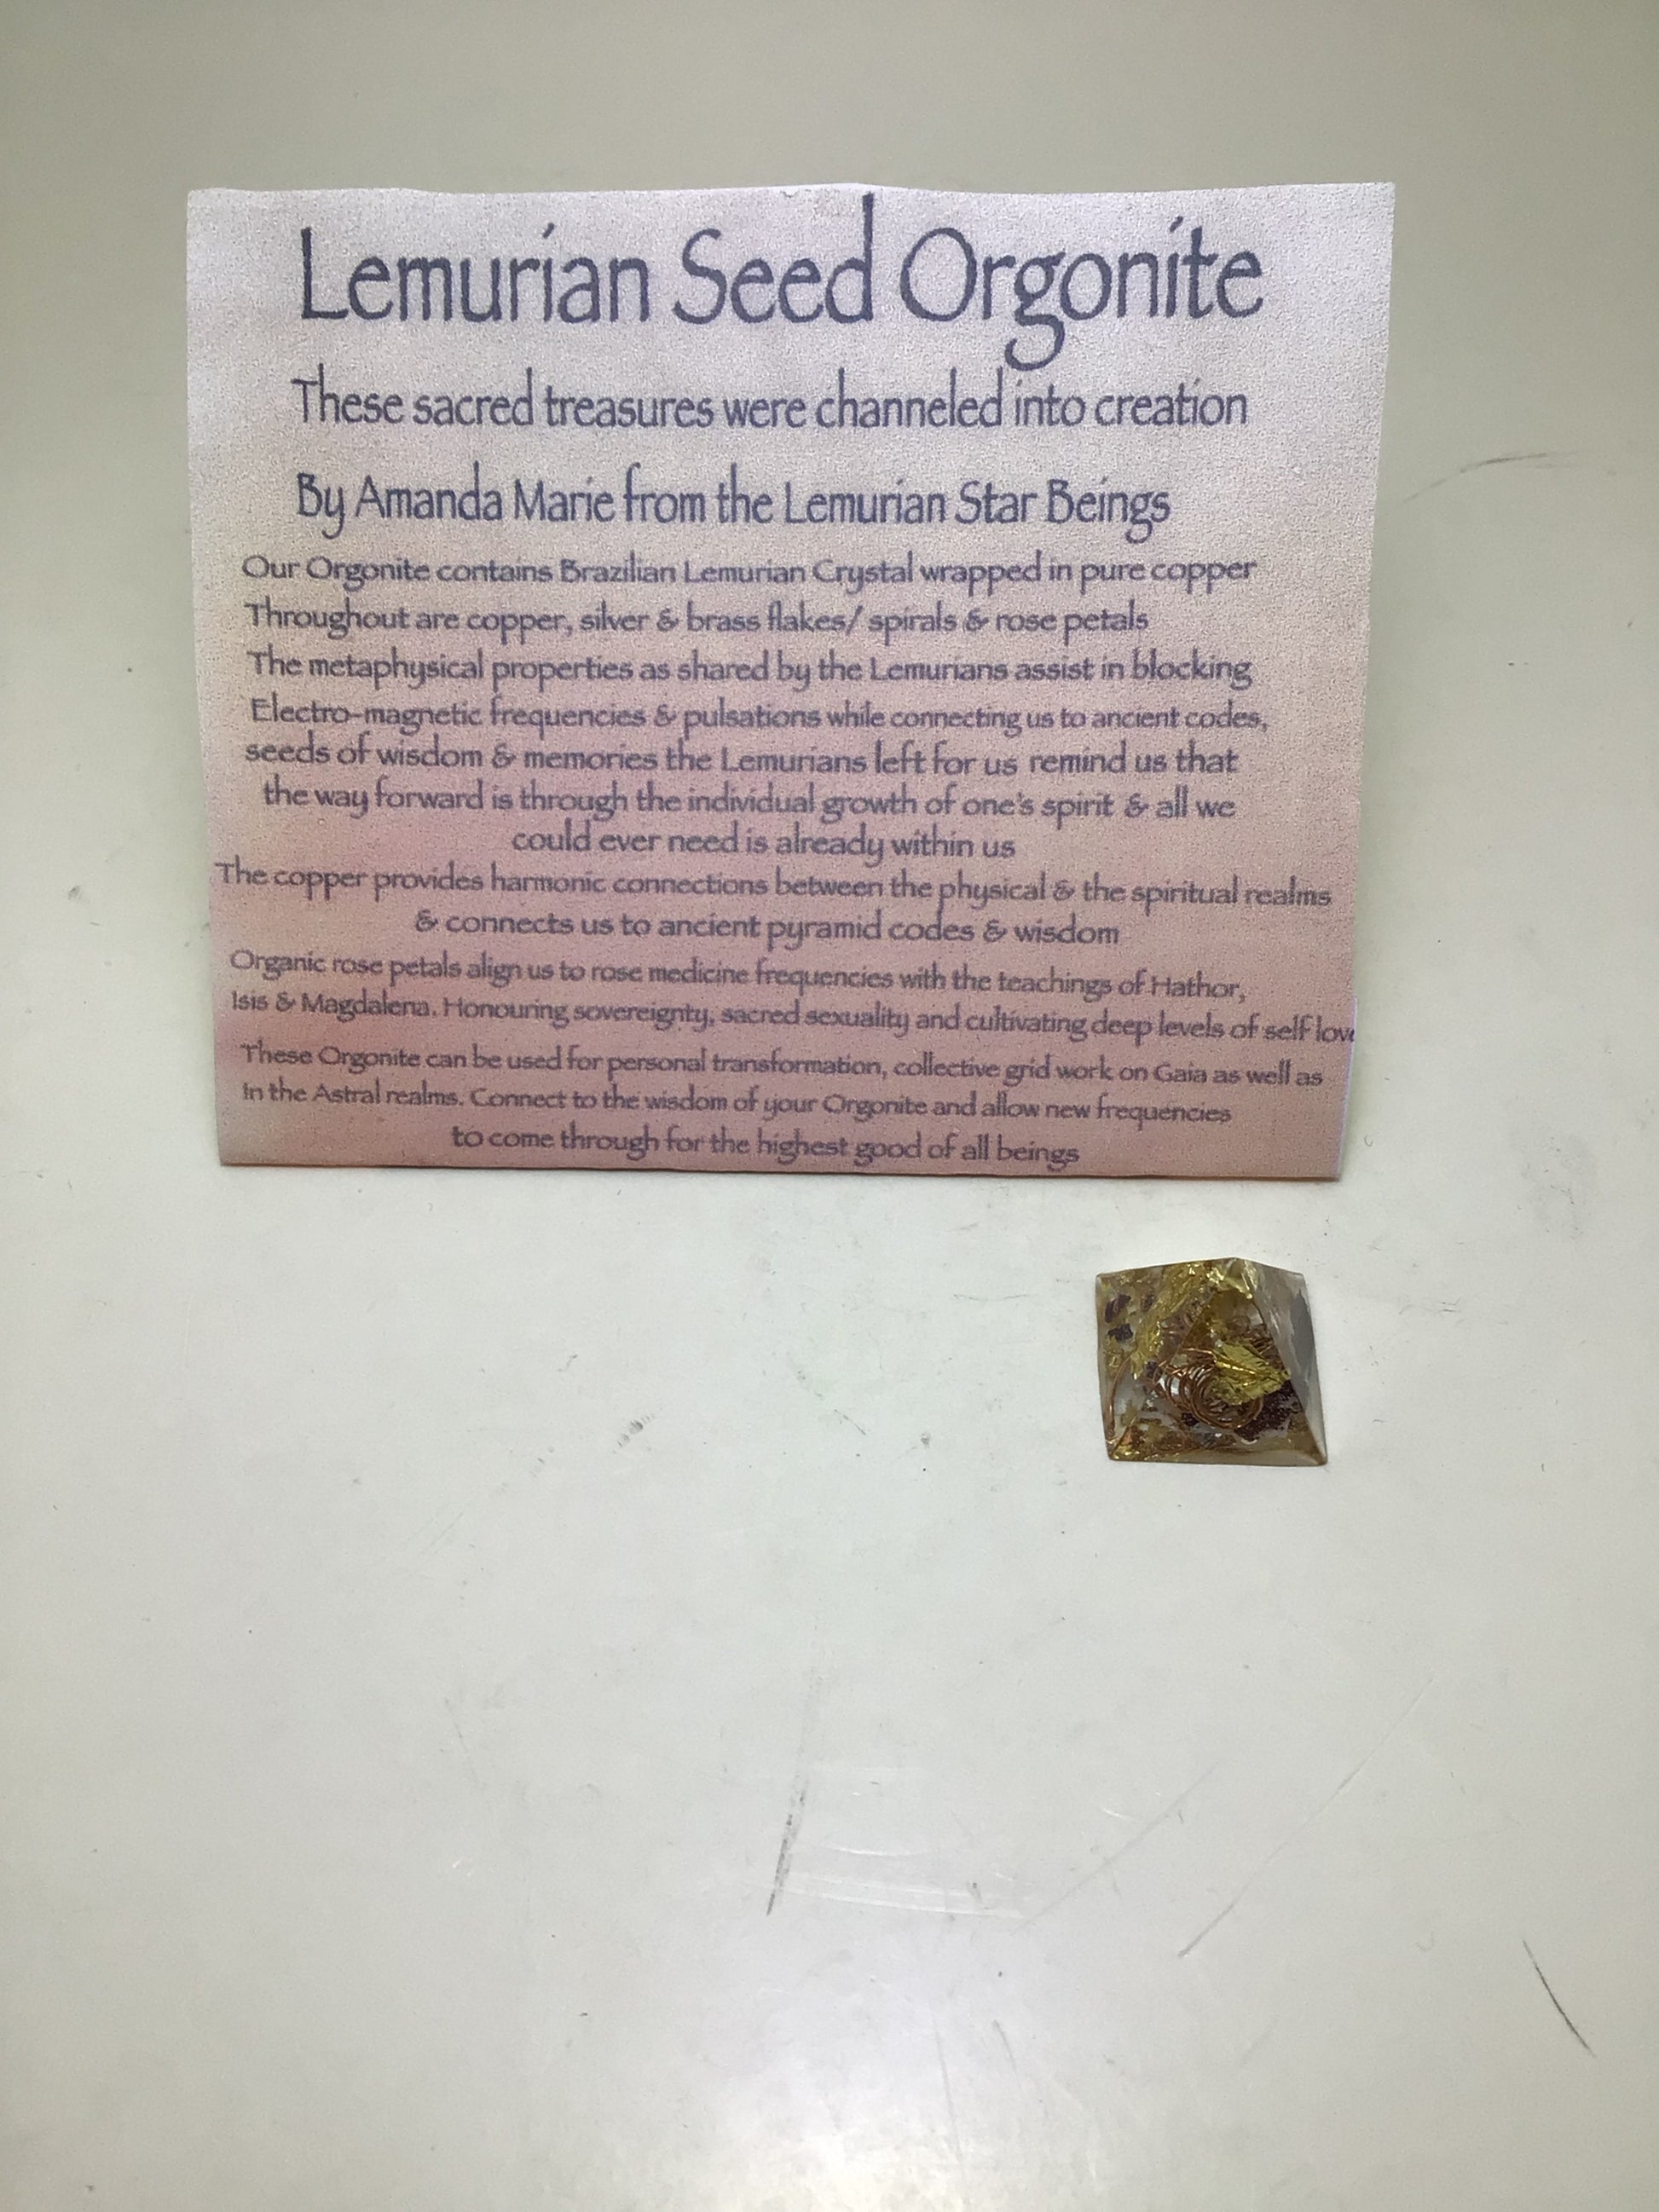 Lemurian Seed Orgonite
These sacred treasures were channeled into creation
By Amanda Marie from the Lemurian Star Beings
Our Orgonite contains Brazilian Lemurian Crystal wrapped in pure copper
Throughout are copper, silver & brass flakes/ spirals & rose petals
The metaphysical properties as shared by the Lemurians assist in blocking
Electro-magnetic frequencies & pulsations while connecting us to ancient codes,
seeds of wisdom & memories the Lemurians left for us remind us that
the way forward is through the individual growth of one's spirit & all we
could ever need is already within us
The copper provides harmonic connections between the physical & the spiritual realms
& connects us to ancient pyramid codes & wisdom
Organic rose petals align us to rose medicine frequencies with the teachings of Hathor,
Isis & Magdalena. Honouring sovereignty, sacred sexuality and cultivating deep levels of self love
These Orgonite can be used for personal transformation, collective grid work on Gaia as well as
In the Astral realms. Connect to the wisdom of your Orgonite and allow new frequencies
to come through for the highest good of all beings